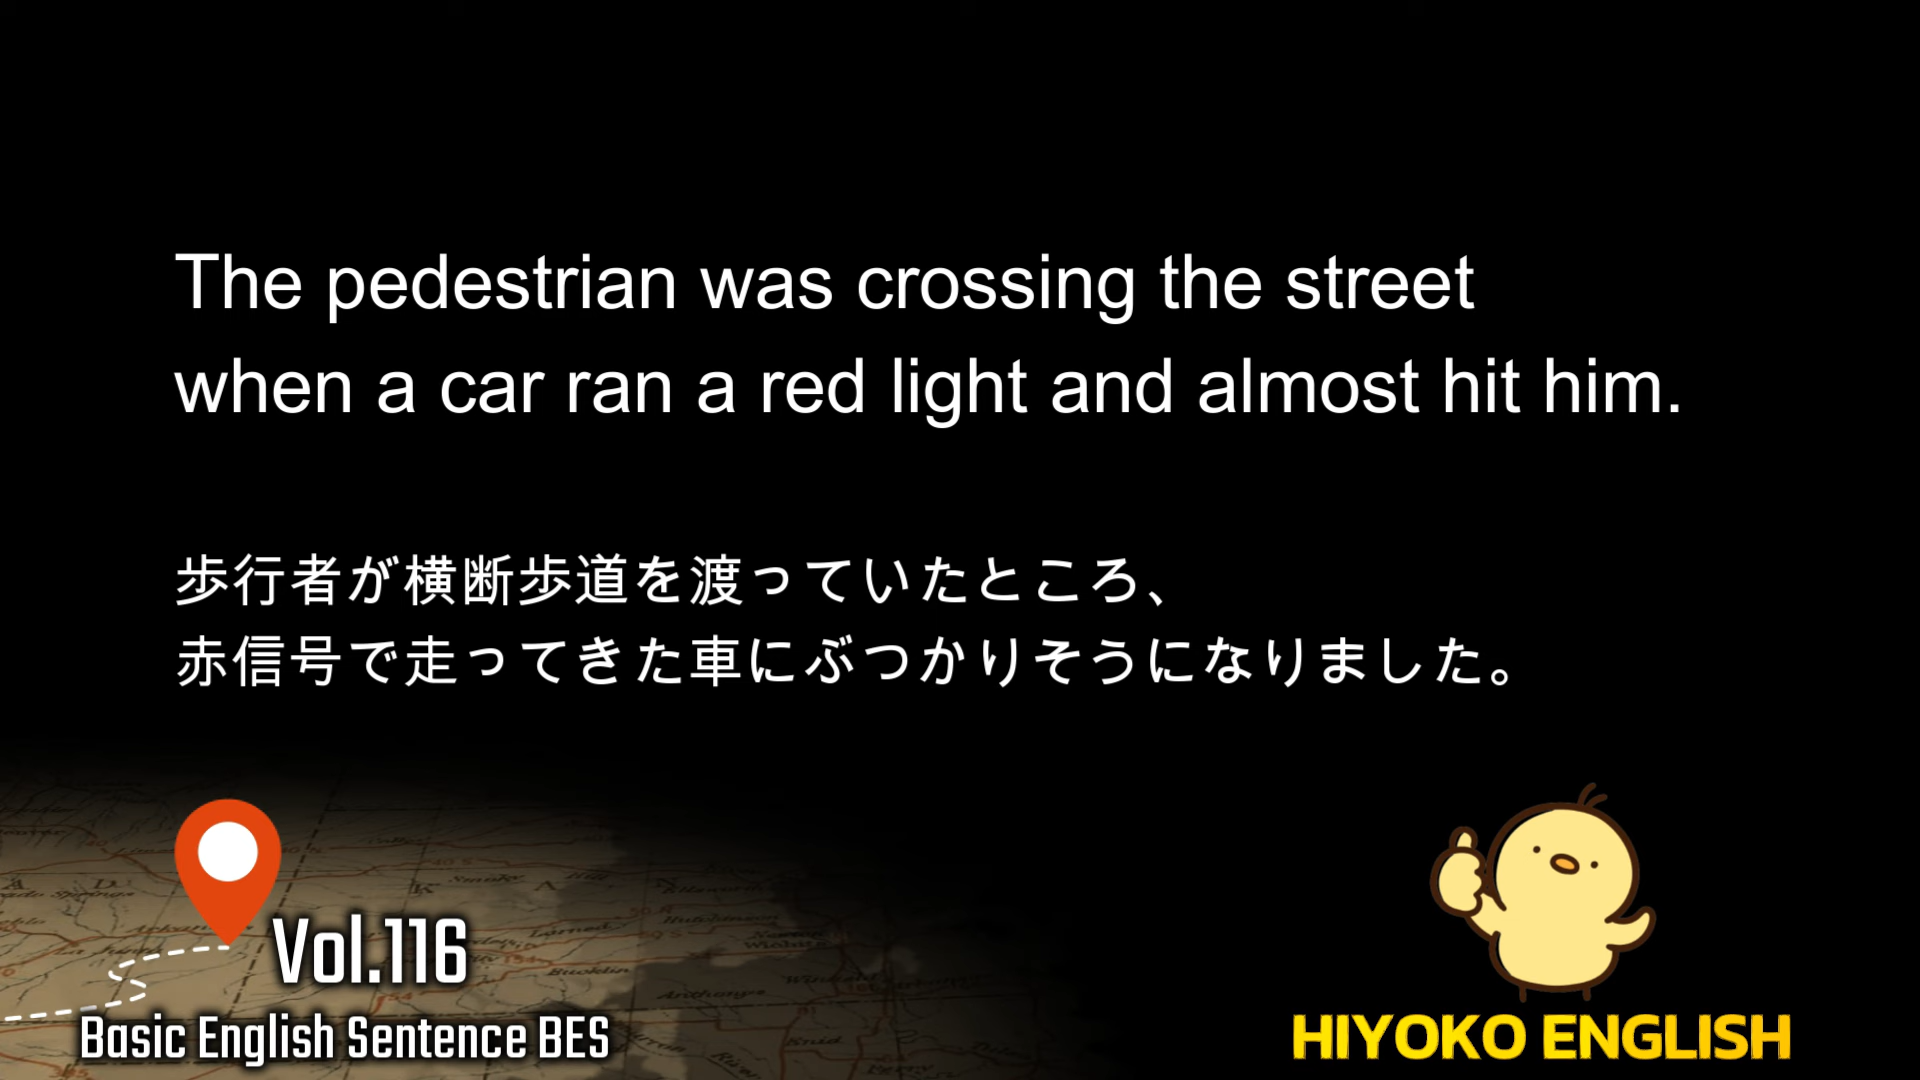 The pedestrian was crossing the street
when a car ran a red light and almost hit him.
歩行者が横断歩道を渡っていたところ、
赤信号で走ってきた車にぶつかりそうになりました。
Vol.116
Basic English Sentence BES
HIYOKO ENGLISH